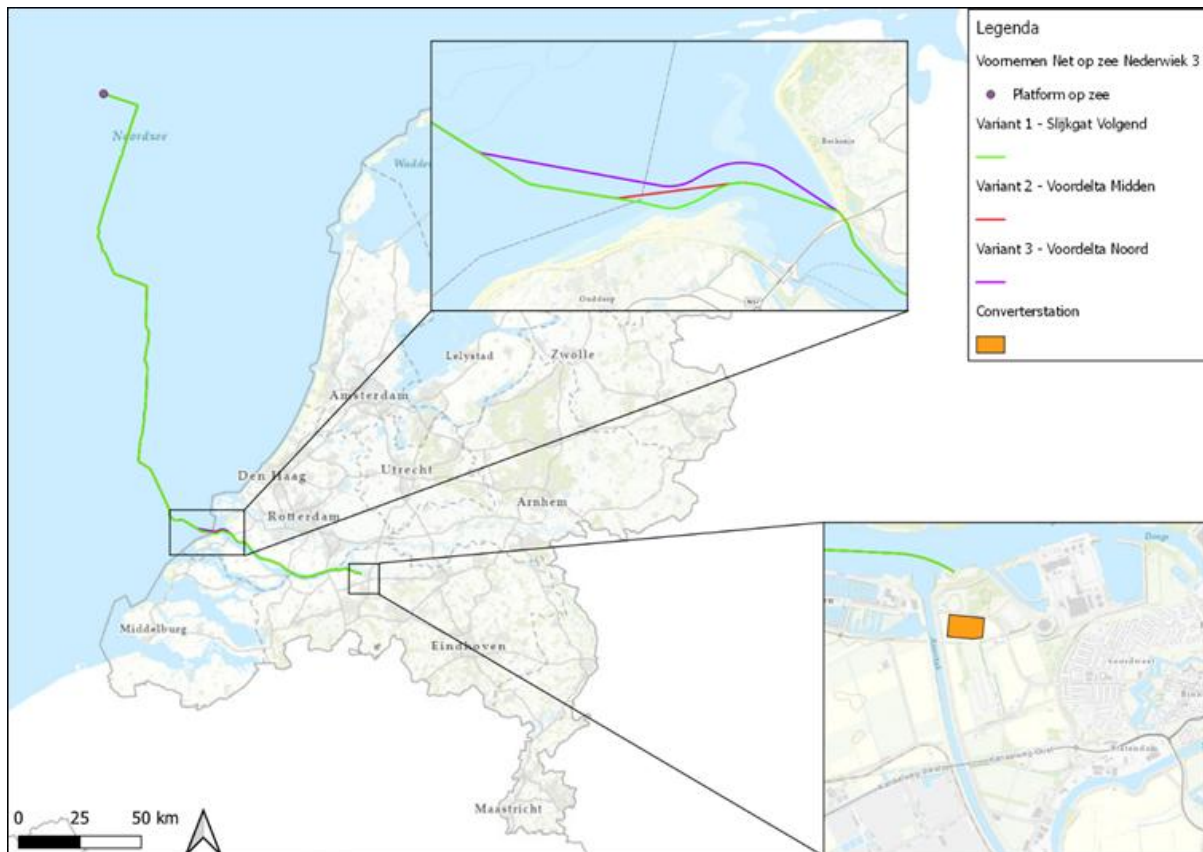 Legenda
Voornemen Net op zee Nederwiek 3
Platform op zee
Variant 1 - Slijkgat Volgend
Variant 2 - Voordelta Midden
Variant 3 - Voordelta Noord
Converterstation
Noordzee
Ouddorp
Lelystad
Zwolle
Amsterdam
Den Haag
Utrecht
Arnhem
Rotterdam
Middelburg
Eindhoven
Maastricht
Donge
0 25 50 km